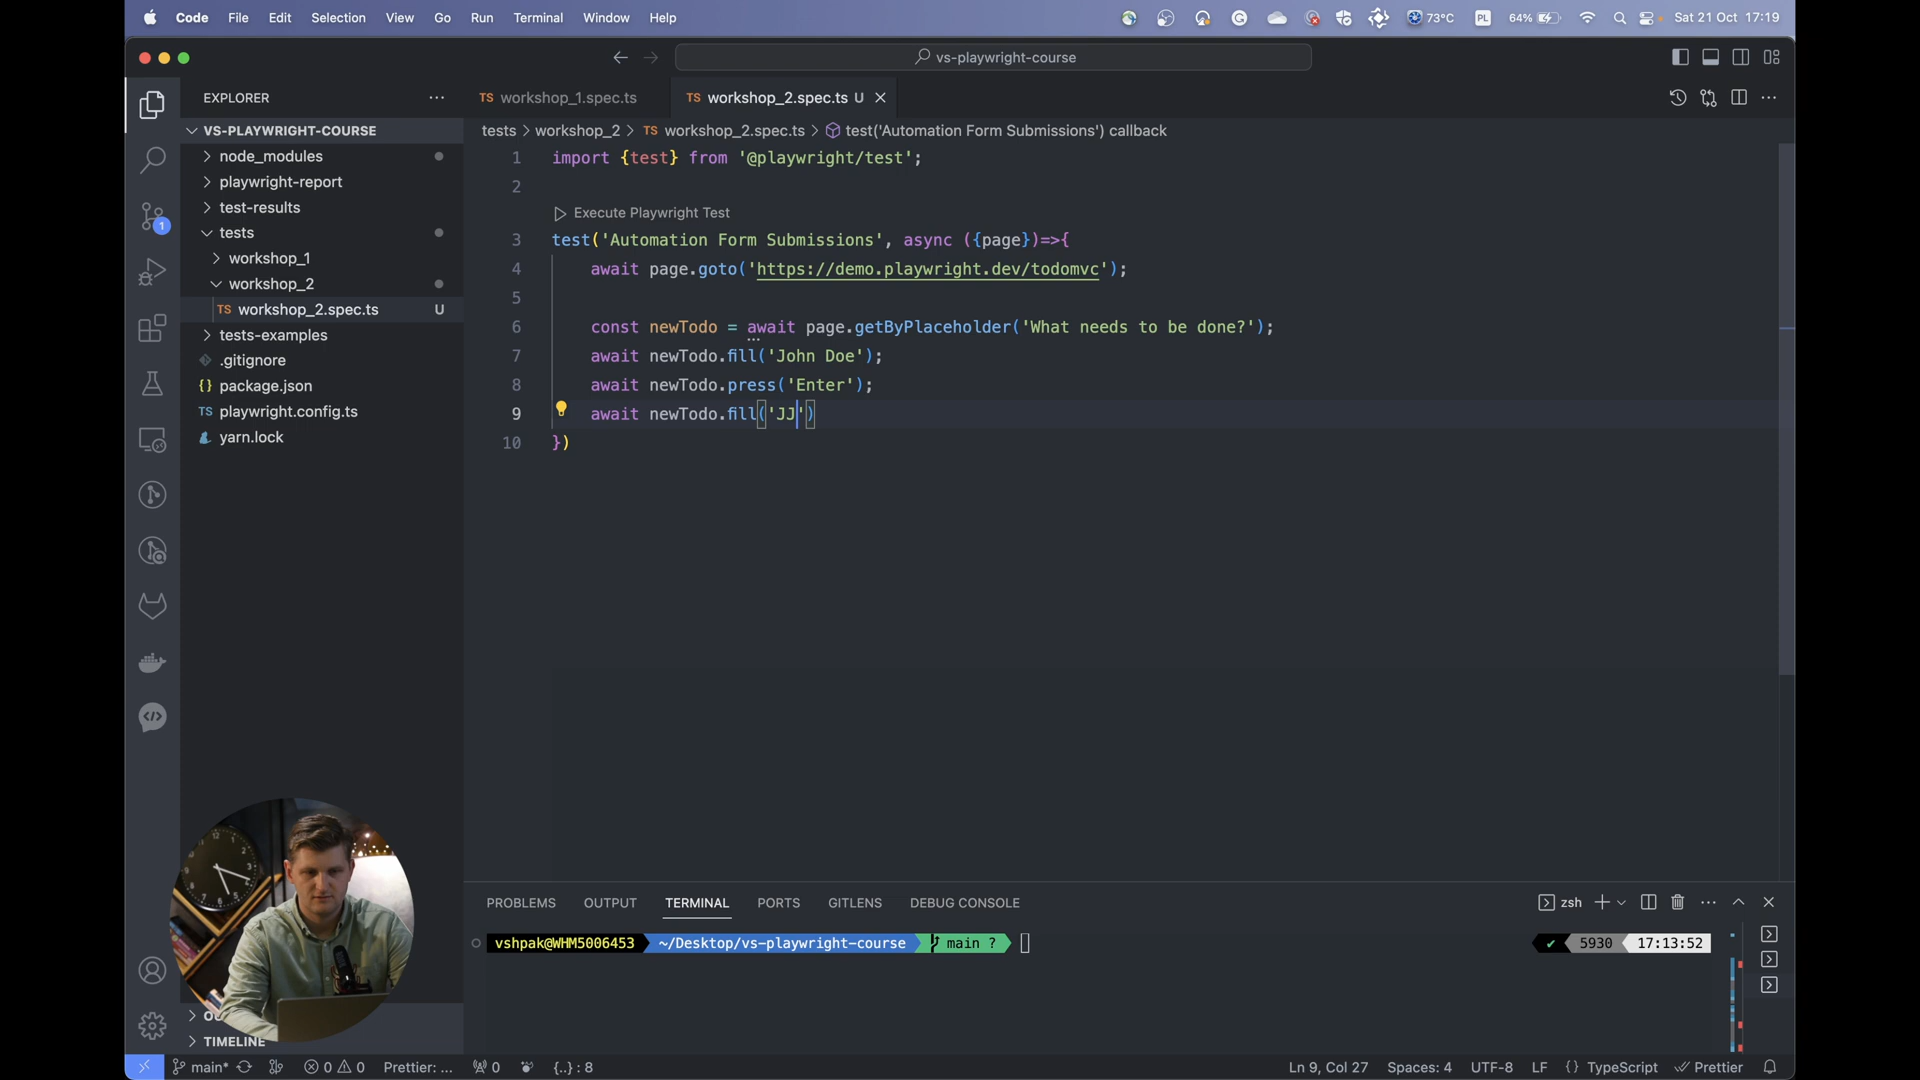 Code File Edit Selection View Go Run Terminal Window Help 73°C PL 64% Sat 21 Oct 17:19
vs-playwright-course
EXPLORER
TS workshop_1.spec.ts TS workshop_2.spec.ts U
VS-PLAYWRIGHT-COURSE
tests > workshop_2 > TS workshop_2.spec.ts > test('Automation Form Submissions') callback
node_modules
playwright-report
test-results
tests
workshop_1
workshop_2
TS workshop_2.spec.ts U
tests-examples
.gitignore
{} package.json
TS playwright.config.ts
yarn.lock
TIMELINE
1 import {test} from '@playwright/test';
2
Execute Playwright Test
3 test('Automation Form Submissions', async ({page})=>{
4 await page.goto('https://demo.playwright.dev/todomvc');
5
6 const newTodo = await page.getByPlaceholder('What needs to be done?');
7 await newTodo.fill('John Doe');
8 await newTodo.press('Enter');
9 await newTodo.fill('JJ')
10 })
PROBLEMS OUTPUT TERMINAL PORTS GITLENS DEBUG CONSOLE zsh
vshpak@WHM5006453 ~/Desktop/vs-playwright-course main ? 5930 17:13:52
main* 0 0 Prettier: ... 0 {..} : 8 Ln 9, Col 27 Spaces: 4 UTF-8 LF {} TypeScript Prettier
1